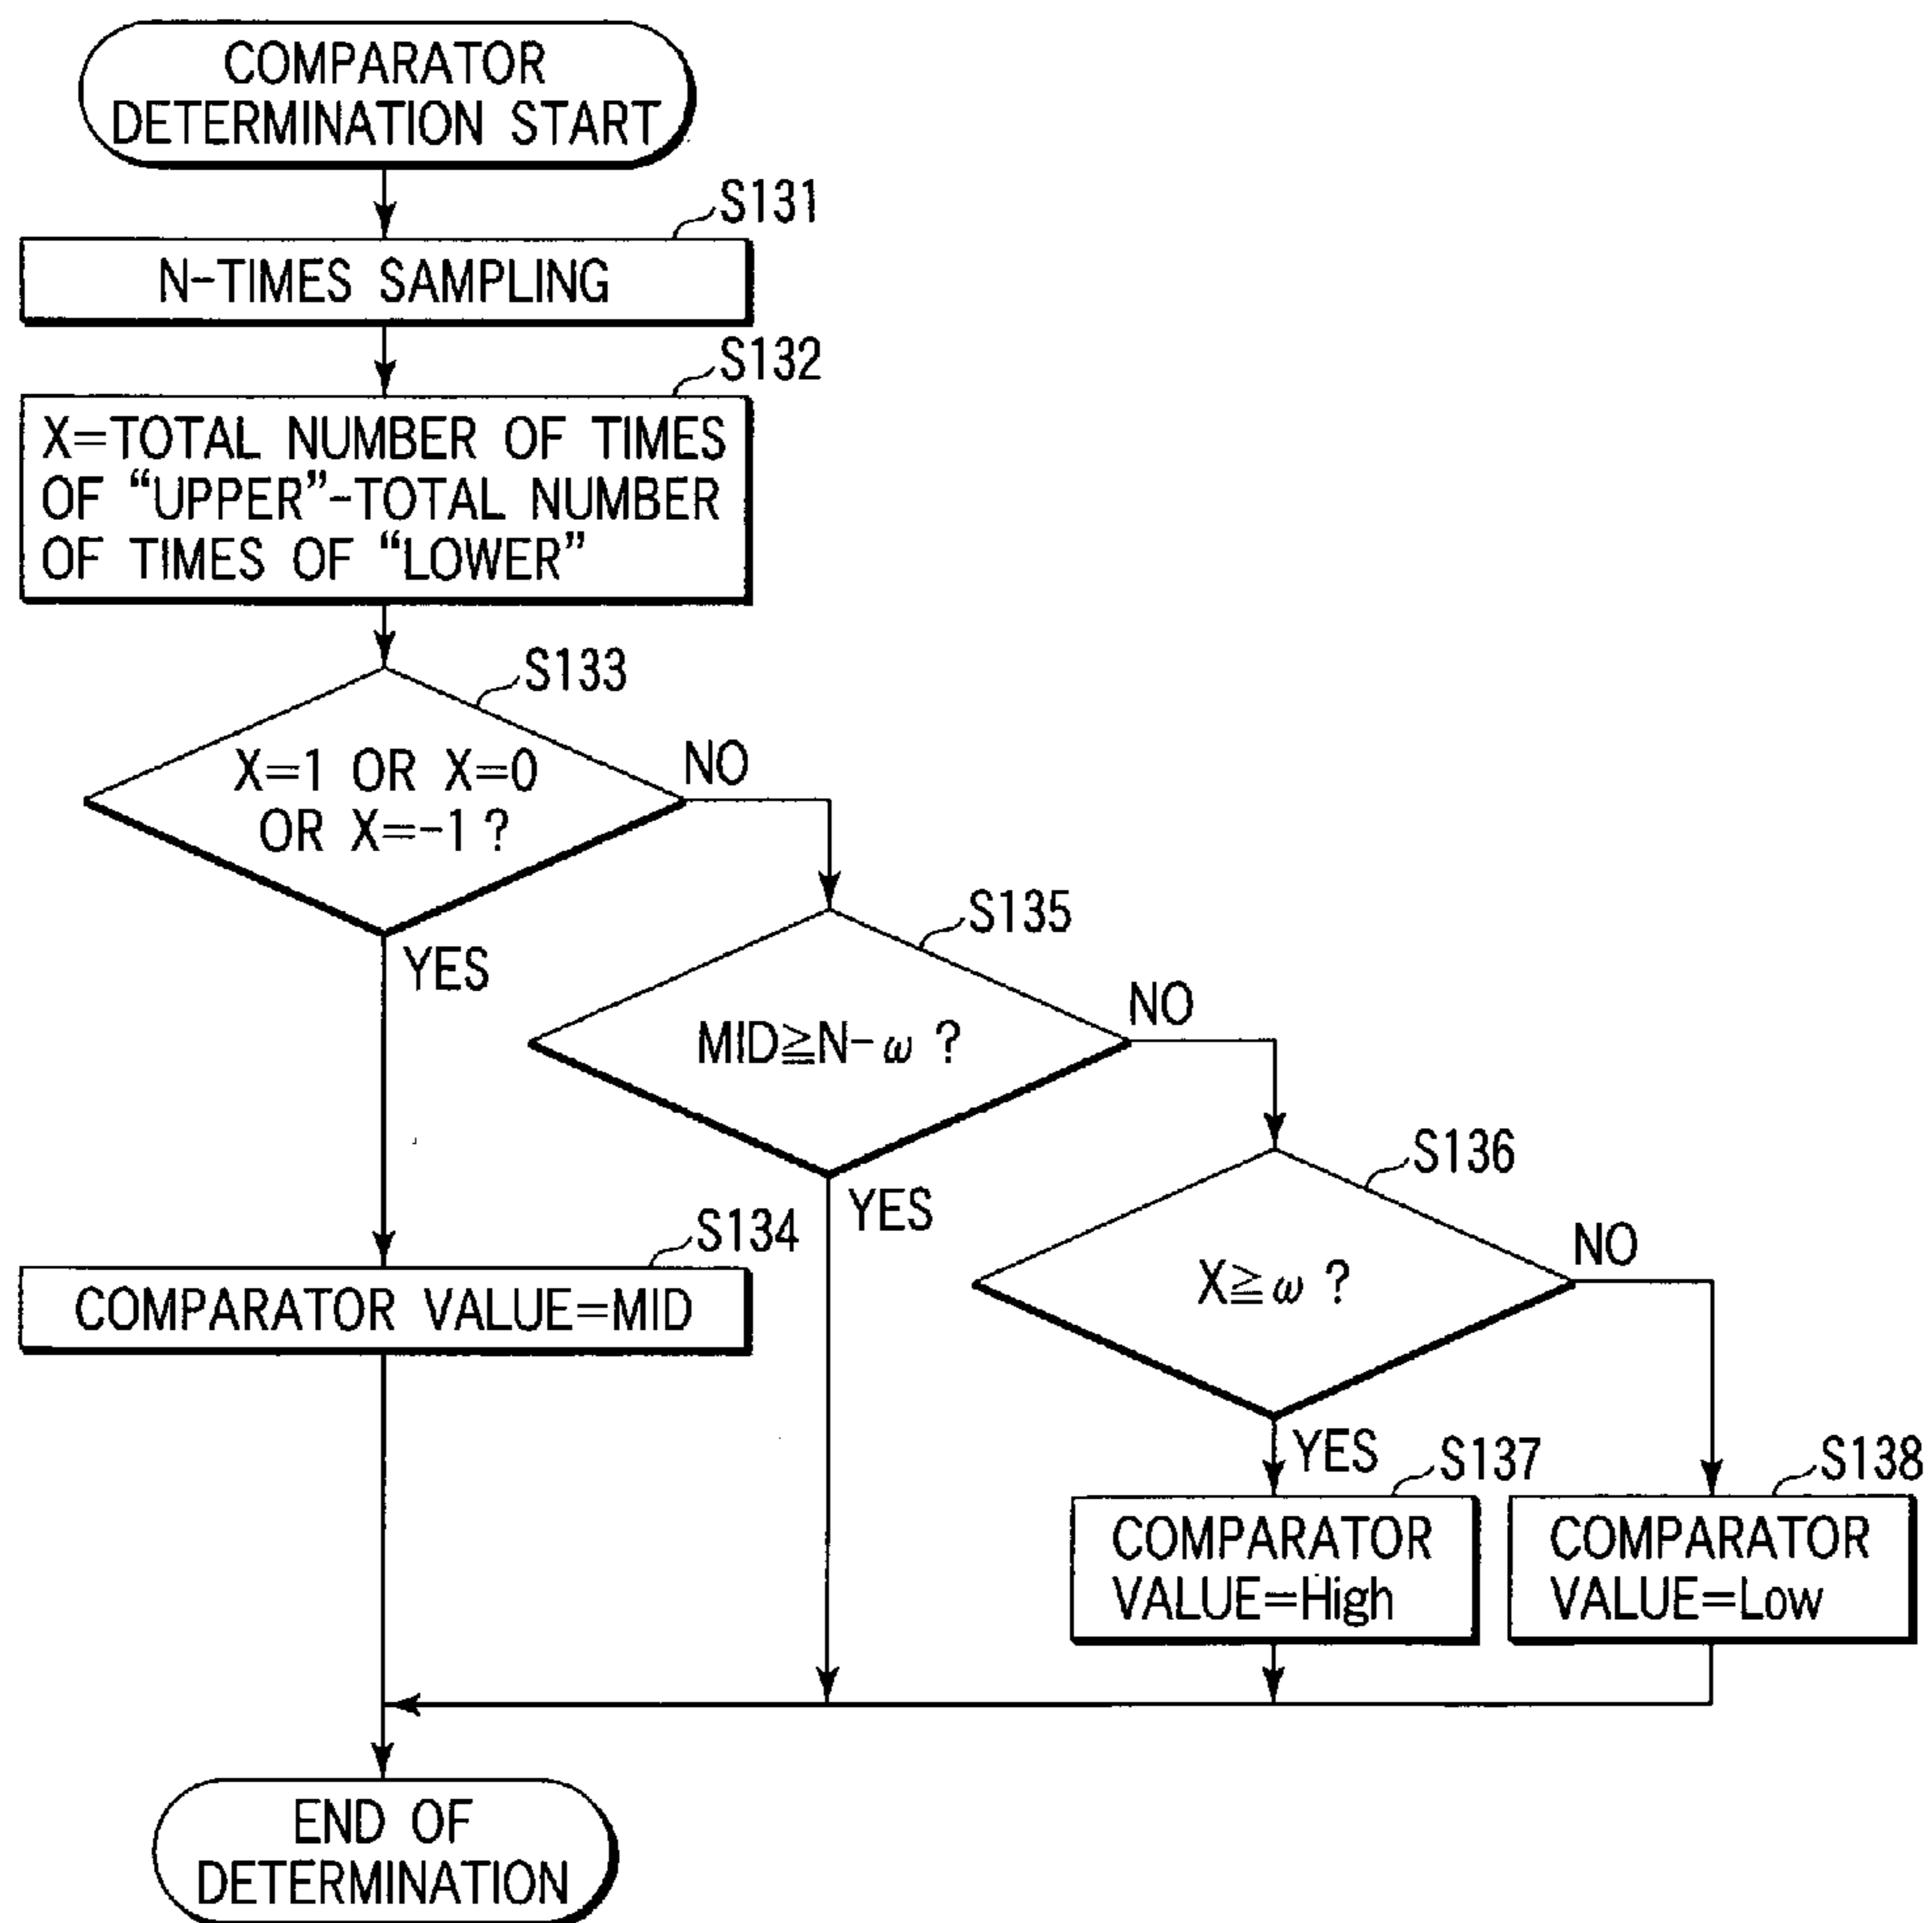 COMPARATOR
DETERMINATION START
S131
N-TIMES SAMPLING
S132
X=TOTAL NUMBER OF TIMES
OF “UPPER”-TOTAL NUMBER
OF TIMES OF “LOWER”
S133
X=1 OR X=0
OR X=-1 ?
NO
YES
S135
MID≧N-ω ?
NO
YES
S136
X≧ω ?
NO
YES
S134
COMPARATOR VALUE=MID
S137
COMPARATOR
VALUE=High
S138
COMPARATOR
VALUE=Low
END OF
DETERMINATION